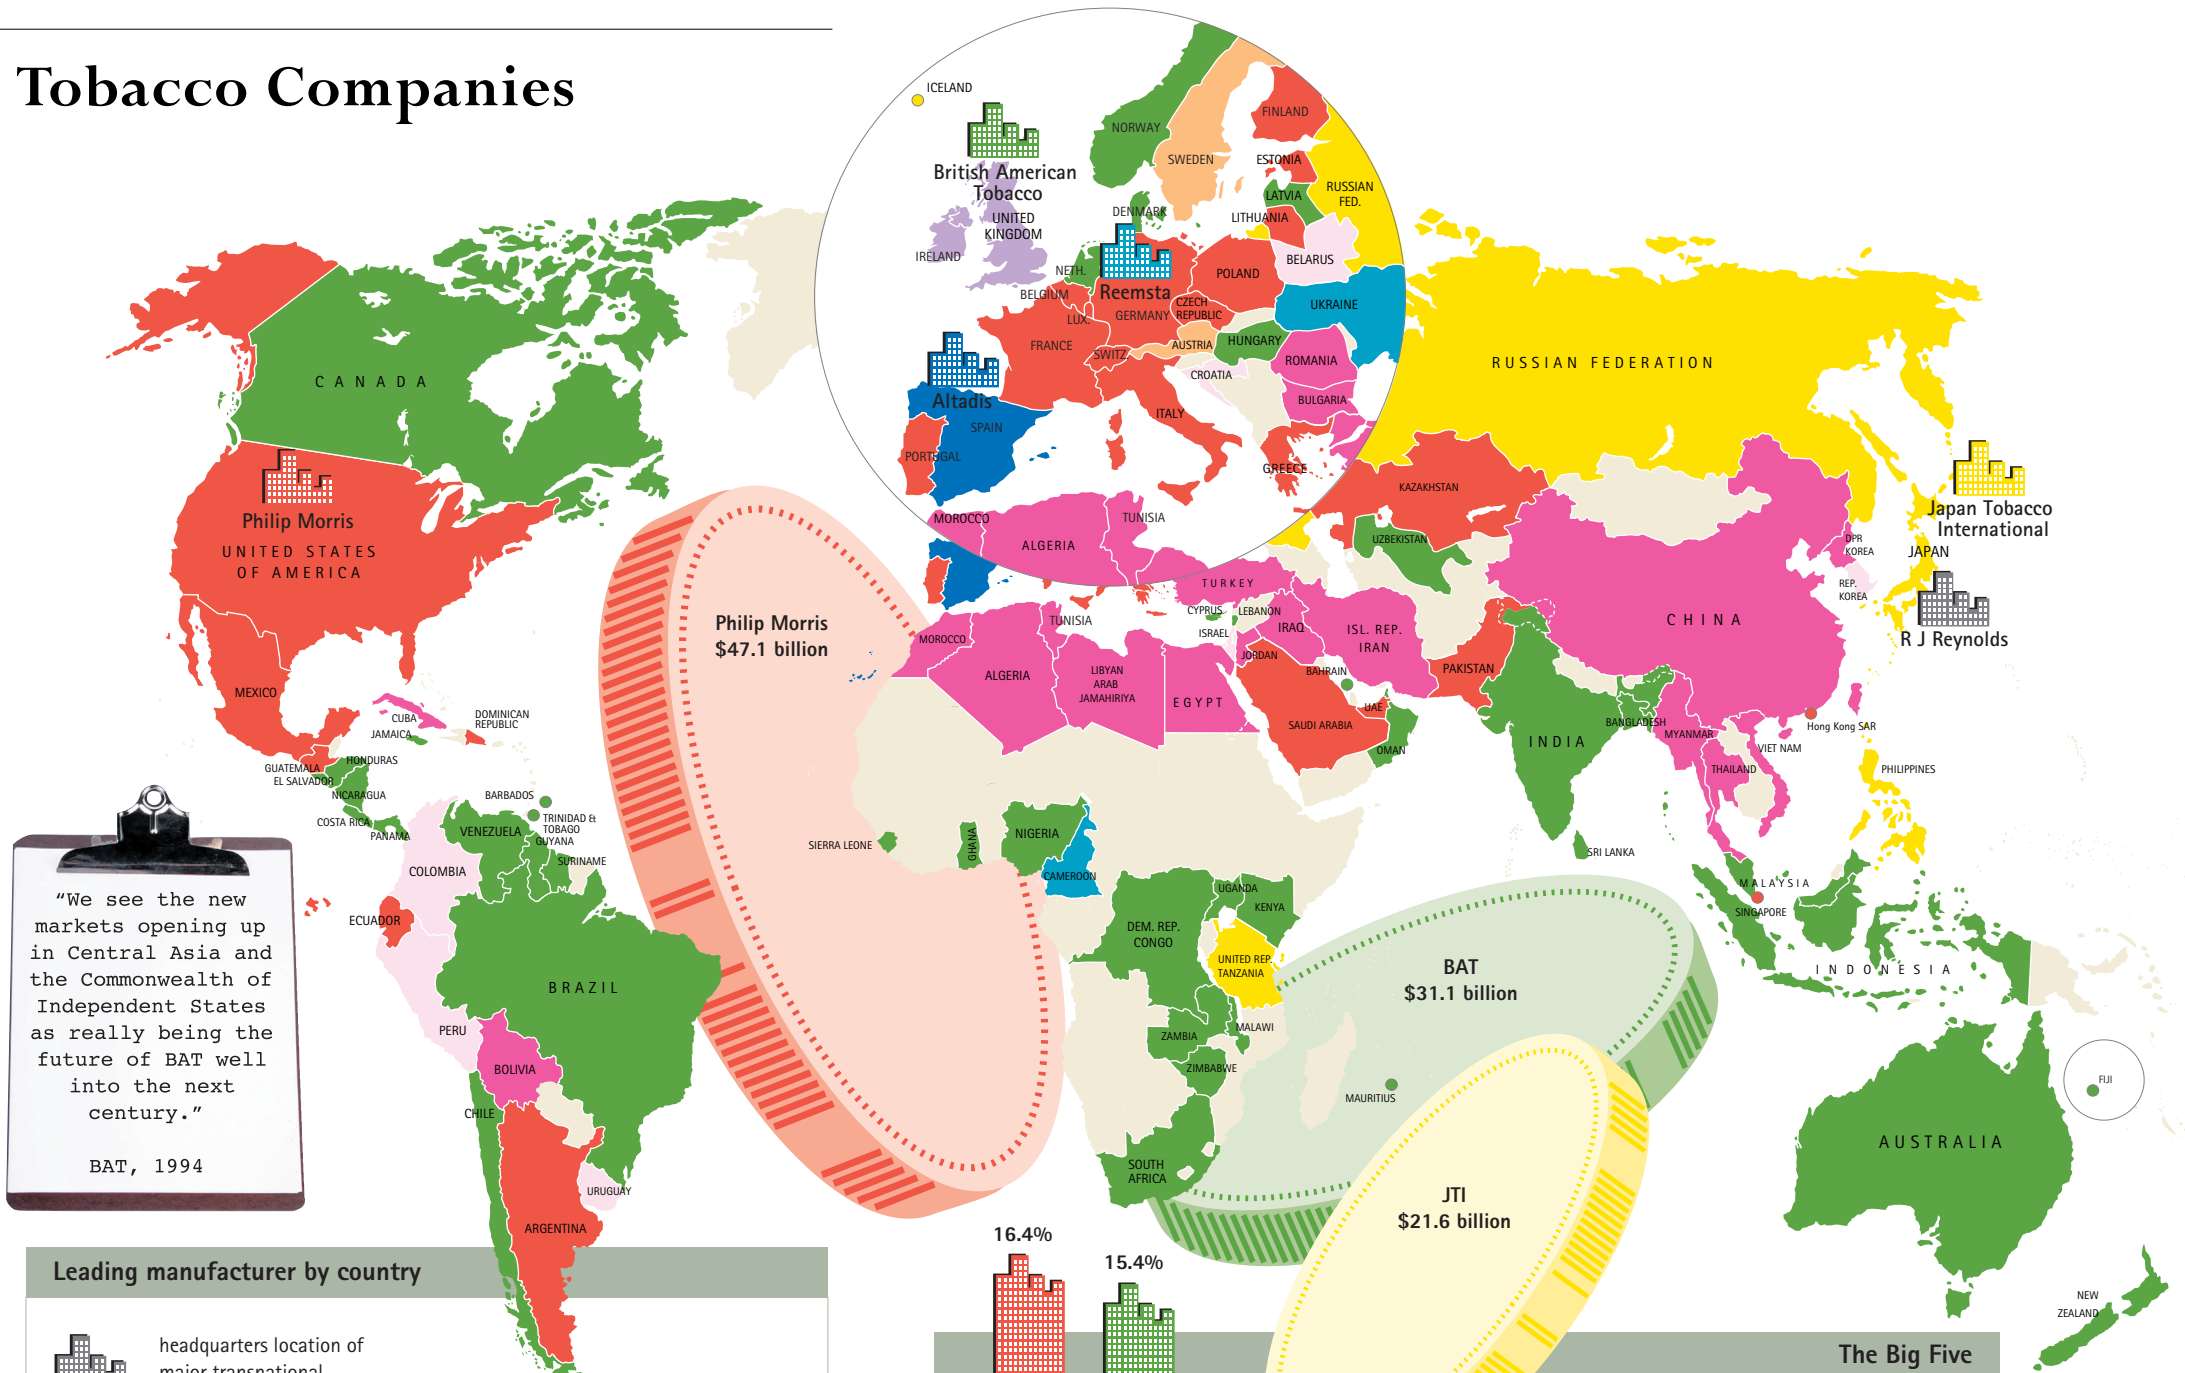 Tobacco Companies
ICELAND
British American
Tobacco
UNITED
KINGDOM
IRELAND
NORWAY
SWEDEN
FINLAND
ESTONIA
RUSSIAN
FED.
LATVIA
LITHUANIA
DENMARK
BELARUS
NETH.
BELGIUM
Reemsta
POLAND
LUX.
GERMANY
CZECH
REPUBLIC
UKRAINE
FRANCE
SWITZ.
AUSTRIA
HUNGARY
ROMANIA
CROATIA
BULGARIA
Altadis
SPAIN
PORTUGAL
ITALY
GREECE
MOROCCO
ALGERIA
TUNISIA
CANADA
Philip Morris
UNITED STATES
OF AMERICA
MEXICO
CUBA
JAMAICA
DOMINICAN
REPUBLIC
GUATEMALA
EL SALVADOR
HONDURAS
NICARAGUA
COSTA RICA
PANAMA
BARBADOS
TRINIDAD &
TOBAGO
GUYANA
SURINAME
VENEZUELA
COLOMBIA
ECUADOR
PERU
BRAZIL
BOLIVIA
CHILE
URUGUAY
ARGENTINA
RUSSIAN FEDERATION
KAZAKHSTAN
UZBEKISTAN
Japan Tobacco
International
JAPAN
DPR
KOREA
REP.
KOREA
R J Reynolds
CHINA
TURKEY
CYPRUS
LEBANON
ISRAEL
IRAQ
JORDAN
ISL. REP.
IRAN
BAHRAIN
UAE
SAUDI ARABIA
OMAN
PAKISTAN
INDIA
BANGLADESH
MYANMAR
Hong Kong SAR
VIET NAM
THAILAND
PHILIPPINES
SRI LANKA
MALAYSIA
SINGAPORE
INDONESIA
MOROCCO
TUNISIA
ALGERIA
LIBYAN
ARAB
JAMAHIRIYA
EGYPT
SIERRA LEONE
GHANA
NIGERIA
CAMEROON
UGANDA
KENYA
DEM. REP.
CONGO
UNITED REP.
TANZANIA
MALAWI
ZAMBIA
ZIMBABWE
MAURITIUS
SOUTH
AFRICA
FIJI
AUSTRALIA
NEW
ZEALAND
Philip Morris
$47.1 billion
BAT
$31.1 billion
JTI
$21.6 billion
“We see the new
markets opening up
in Central Asia and
the Commonwealth of
Independent States
as really being the
future of BAT well
into the next
century.”
BAT, 1994
Leading manufacturer by country
headquarters location of
major transnational
16.4%
15.4%
The Big Five